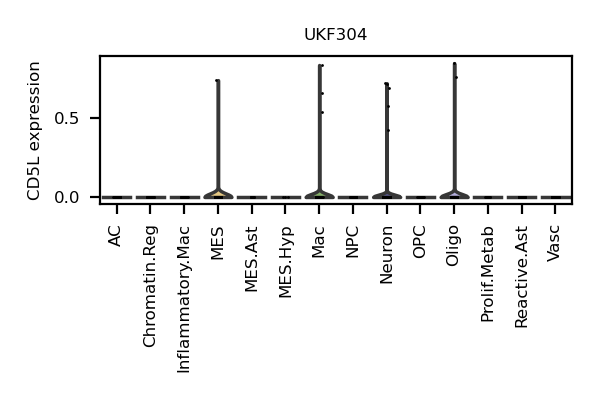 UKF304
CD5L expression
0.5
0.0
AC
Chromatin.Reg
Inflammatory.Mac
MES
MES.Ast
MES.Hyp
Mac
NPC
Neuron
OPC
Oligo
Prolif.Metab
Reactive.Ast
Vasc